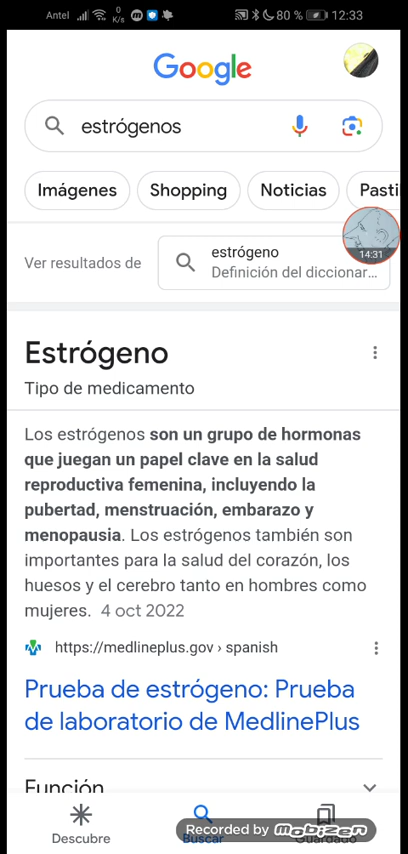 Antel 0 K/s 80 % 12:33
Google
estrógenos
Imágenes Shopping Noticias Pasti
Ver resultados de estrógeno
Definición del diccionar...
14:31
Estrógeno
Tipo de medicamento
Los estrógenos son un grupo de hormonas
que juegan un papel clave en la salud
reproductiva femenina, incluyendo la
pubertad, menstruación, embarazo y
menopausia. Los estrógenos también son
importantes para la salud del corazón, los
huesos y el cerebro tanto en hombres como
mujeres. 4 oct 2022
https://medlineplus.gov › spanish
Prueba de estrógeno: Prueba
de laboratorio de MedlinePlus
Función
Descubre Buscar Guardado
Recorded by Mobizen